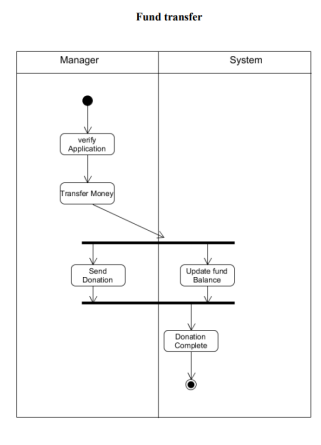 Fund transfer
Manager
System
verify
Application
Transfer Money
Send
Donation
Update fund
Balance
Donation
Complete